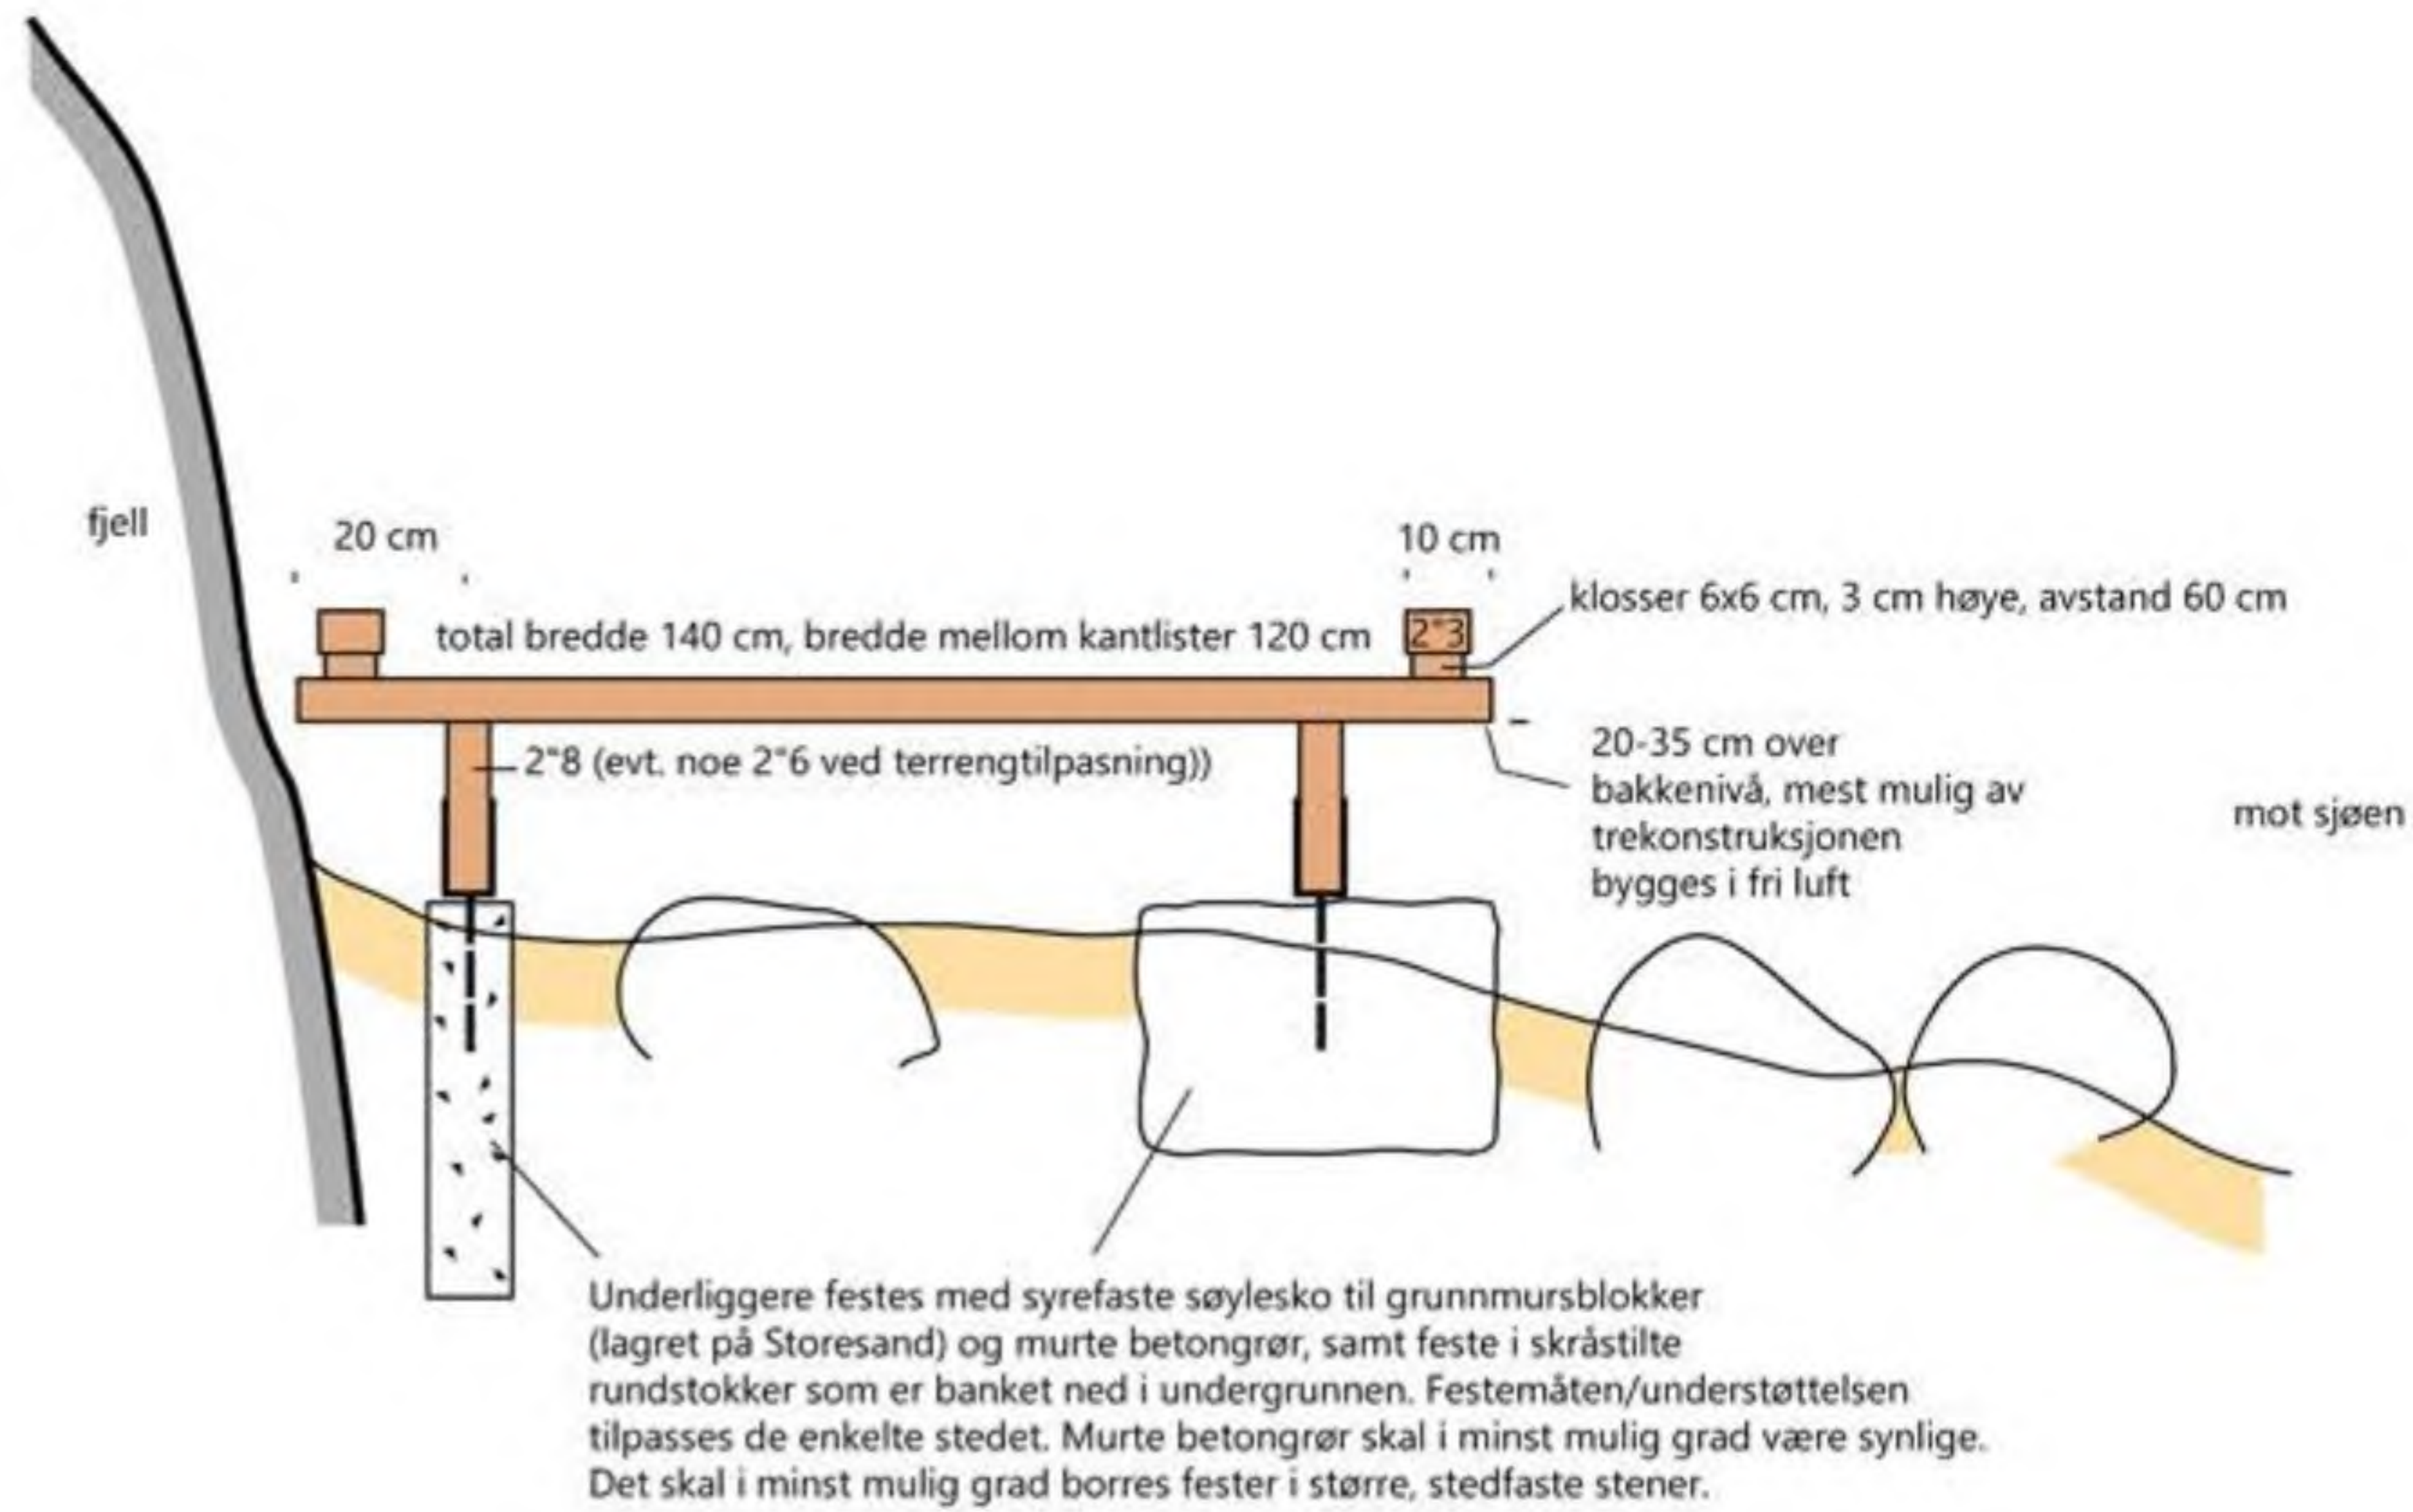 fjell
20 cm
10 cm
klosser 6x6 cm, 3 cm høye, avstand 60 cm
total bredde 140 cm, bredde mellom kantlister 120 cm
2"3
2"8 (evt. noe 2"6 ved terrengtilpasning))
20-35 cm over
bakkenivå, mest mulig av
trekonstruksjonen
bygges i fri luft
mot sjøen
Underliggere festes med syrefaste søylesko til grunnmursblokker
(lagret på Storesand) og murte betongrør, samt feste i skråstilte
rundstokker som er banket ned i undergrunnen. Festemåten/understøttelsen
tilpasses de enkelte stedet. Murte betongrør skal i minst mulig grad være synlige.
Det skal i minst mulig grad borres fester i større, stedfaste stener.